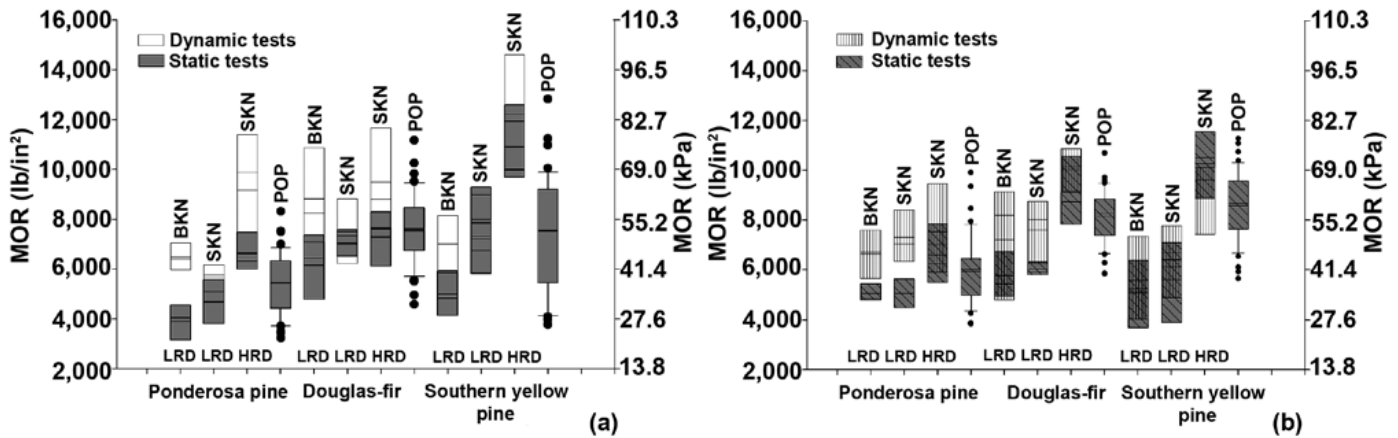 16,000
14,000
12,000
10,000
8,000
6,000
4,000
2,000
MOR (lb/in²)
Dynamic tests
Static tests
BKN
SKN
SKN
POP
BKN
SKN
SKN
POP
BKN
SKN
SKN
POP
LRD LRD HRD
LRD LRD HRD
LRD LRD HRD
Ponderosa pine
Douglas-fir
Southern yellow
pine
110.3
96.5
82.7
69.0
55.2
41.4
27.6
13.8
MOR (kPa)
(a)
16,000
14,000
12,000
10,000
8,000
6,000
4,000
2,000
MOR (lb/in²)
Dynamic tests
Static tests
BKN
SKN
SKN
POP
BKN
SKN
SKN
POP
BKN
SKN
SKN
POP
LRD LRD HRD
LRD LRD HRD
LRD LRD HRD
Ponderosa pine
Douglas-fir
Southern yellow
pine
110.3
96.5
82.7
69.0
55.2
41.4
27.6
13.8
MOR (kPa)
(b)